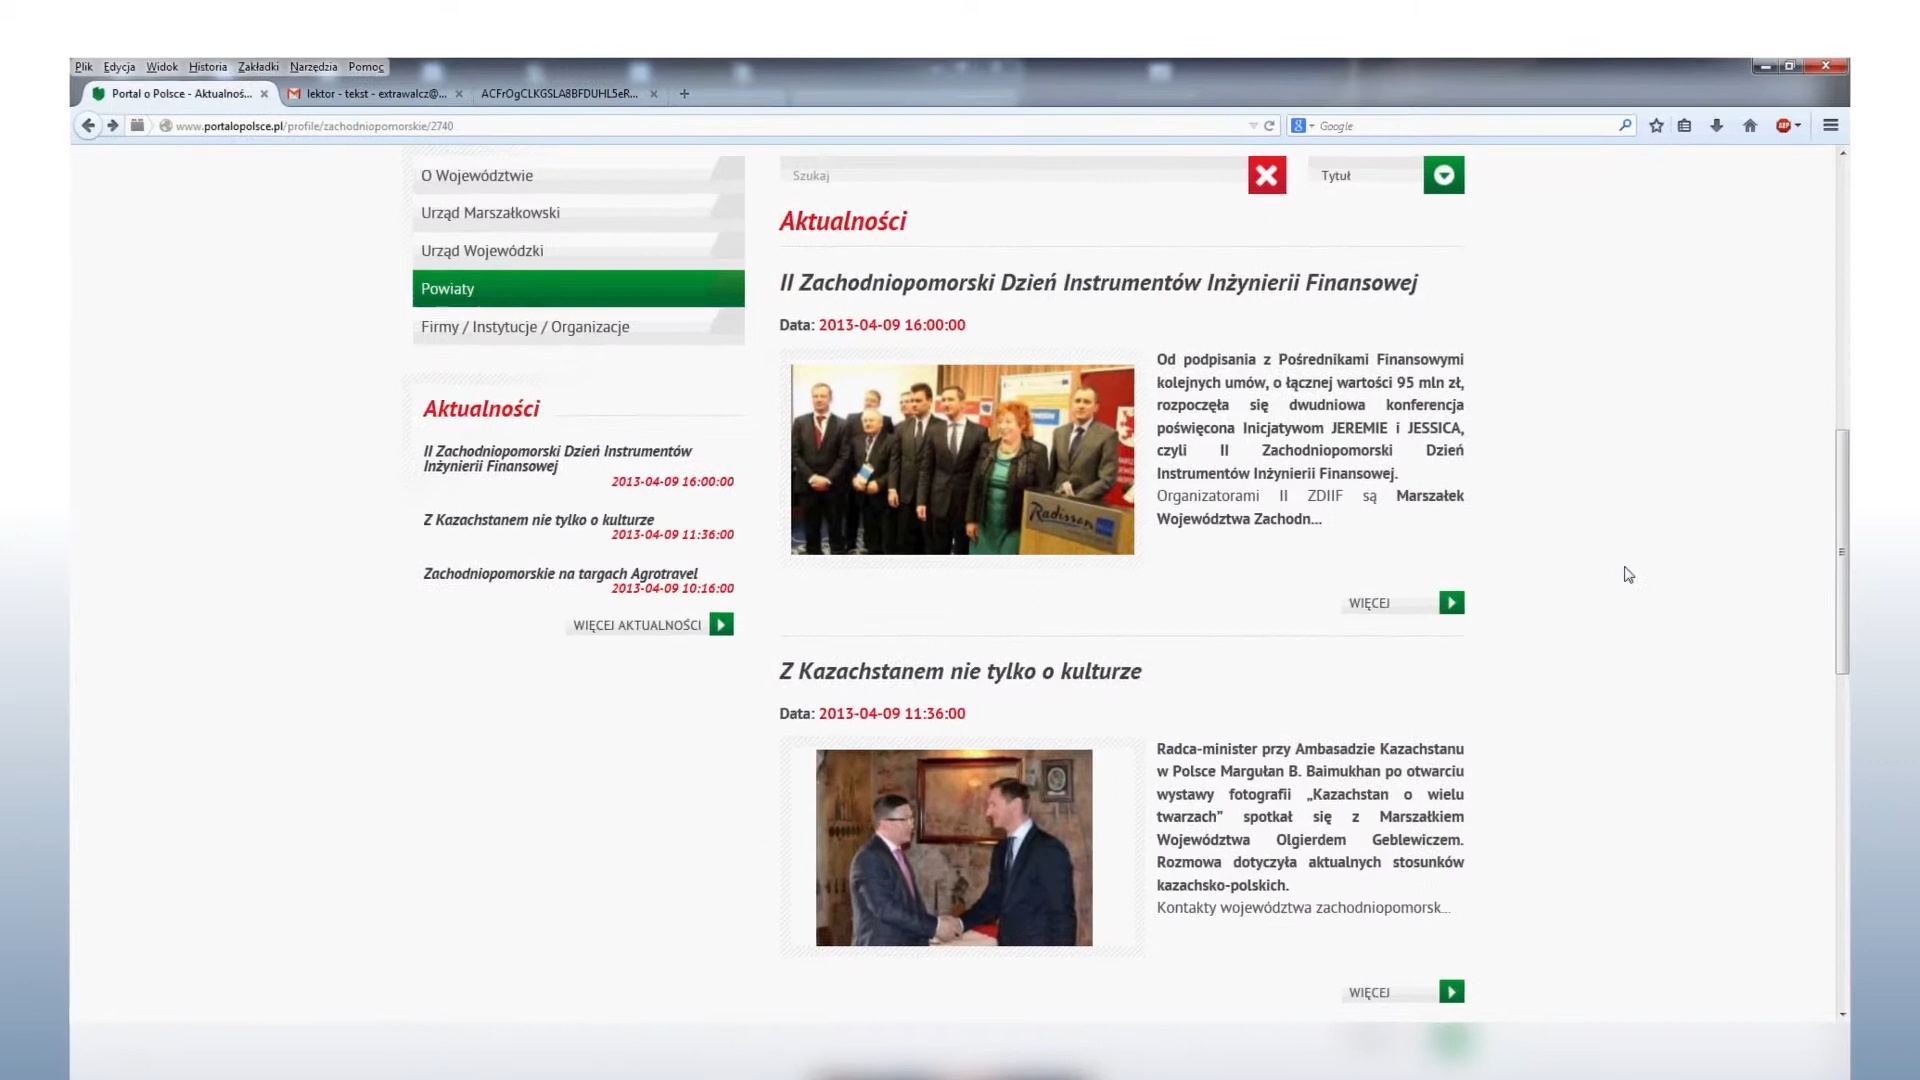 Plik Edycja Widok Historia Zakładki Narzędzia Pomoc
Portal o Polsce - Aktualnoś... lektor - tekst - extrawalcz@... ACFrOgCLKGSLA8BFDUHL5eR...
www.portalopolsce.pl/profile/zachodniopomorskie/2740
Google
O Województwie
Urząd Marszałkowski
Urząd Wojewódzki
Powiaty
Firmy / Instytucje / Organizacje
Aktualności
II Zachodniopomorski Dzień Instrumentów
Inżynierii Finansowej
2013-04-09 16:00:00
Z Kazachstanem nie tylko o kulturze
2013-04-09 11:36:00
Zachodniopomorskie na targach Agrotravel
2013-04-09 10:16:00
WIĘCEJ AKTUALNOŚCI
Szukaj
Tytuł
Aktualności
II Zachodniopomorski Dzień Instrumentów Inżynierii Finansowej
Data: 2013-04-09 16:00:00
Radisson
Od podpisania z Pośrednikami Finansowymi
kolejnych umów, o łącznej wartości 95 mln zł,
rozpoczęła się dwudniowa konferencja
poświęcona Inicjatywom JEREMIE i JESSICA,
czyli II Zachodniopomorski Dzień
Instrumentów Inżynierii Finansowej.
Organizatorami II ZDIIF są Marszałek
Województwa Zachodn...
WIĘCEJ
Z Kazachstanem nie tylko o kulturze
Data: 2013-04-09 11:36:00
Radca-minister przy Ambasadzie Kazachstanu
w Polsce Margułan B. Baimukhan po otwarciu
wystawy fotografii „Kazachstan o wielu
twarzach” spotkał się z Marszałkiem
Województwa Olgierdem Geblewiczem.
Rozmowa dotyczyła aktualnych stosunków
kazachsko-polskich.
Kontakty województwa zachodniopomorsk...
WIĘCEJ